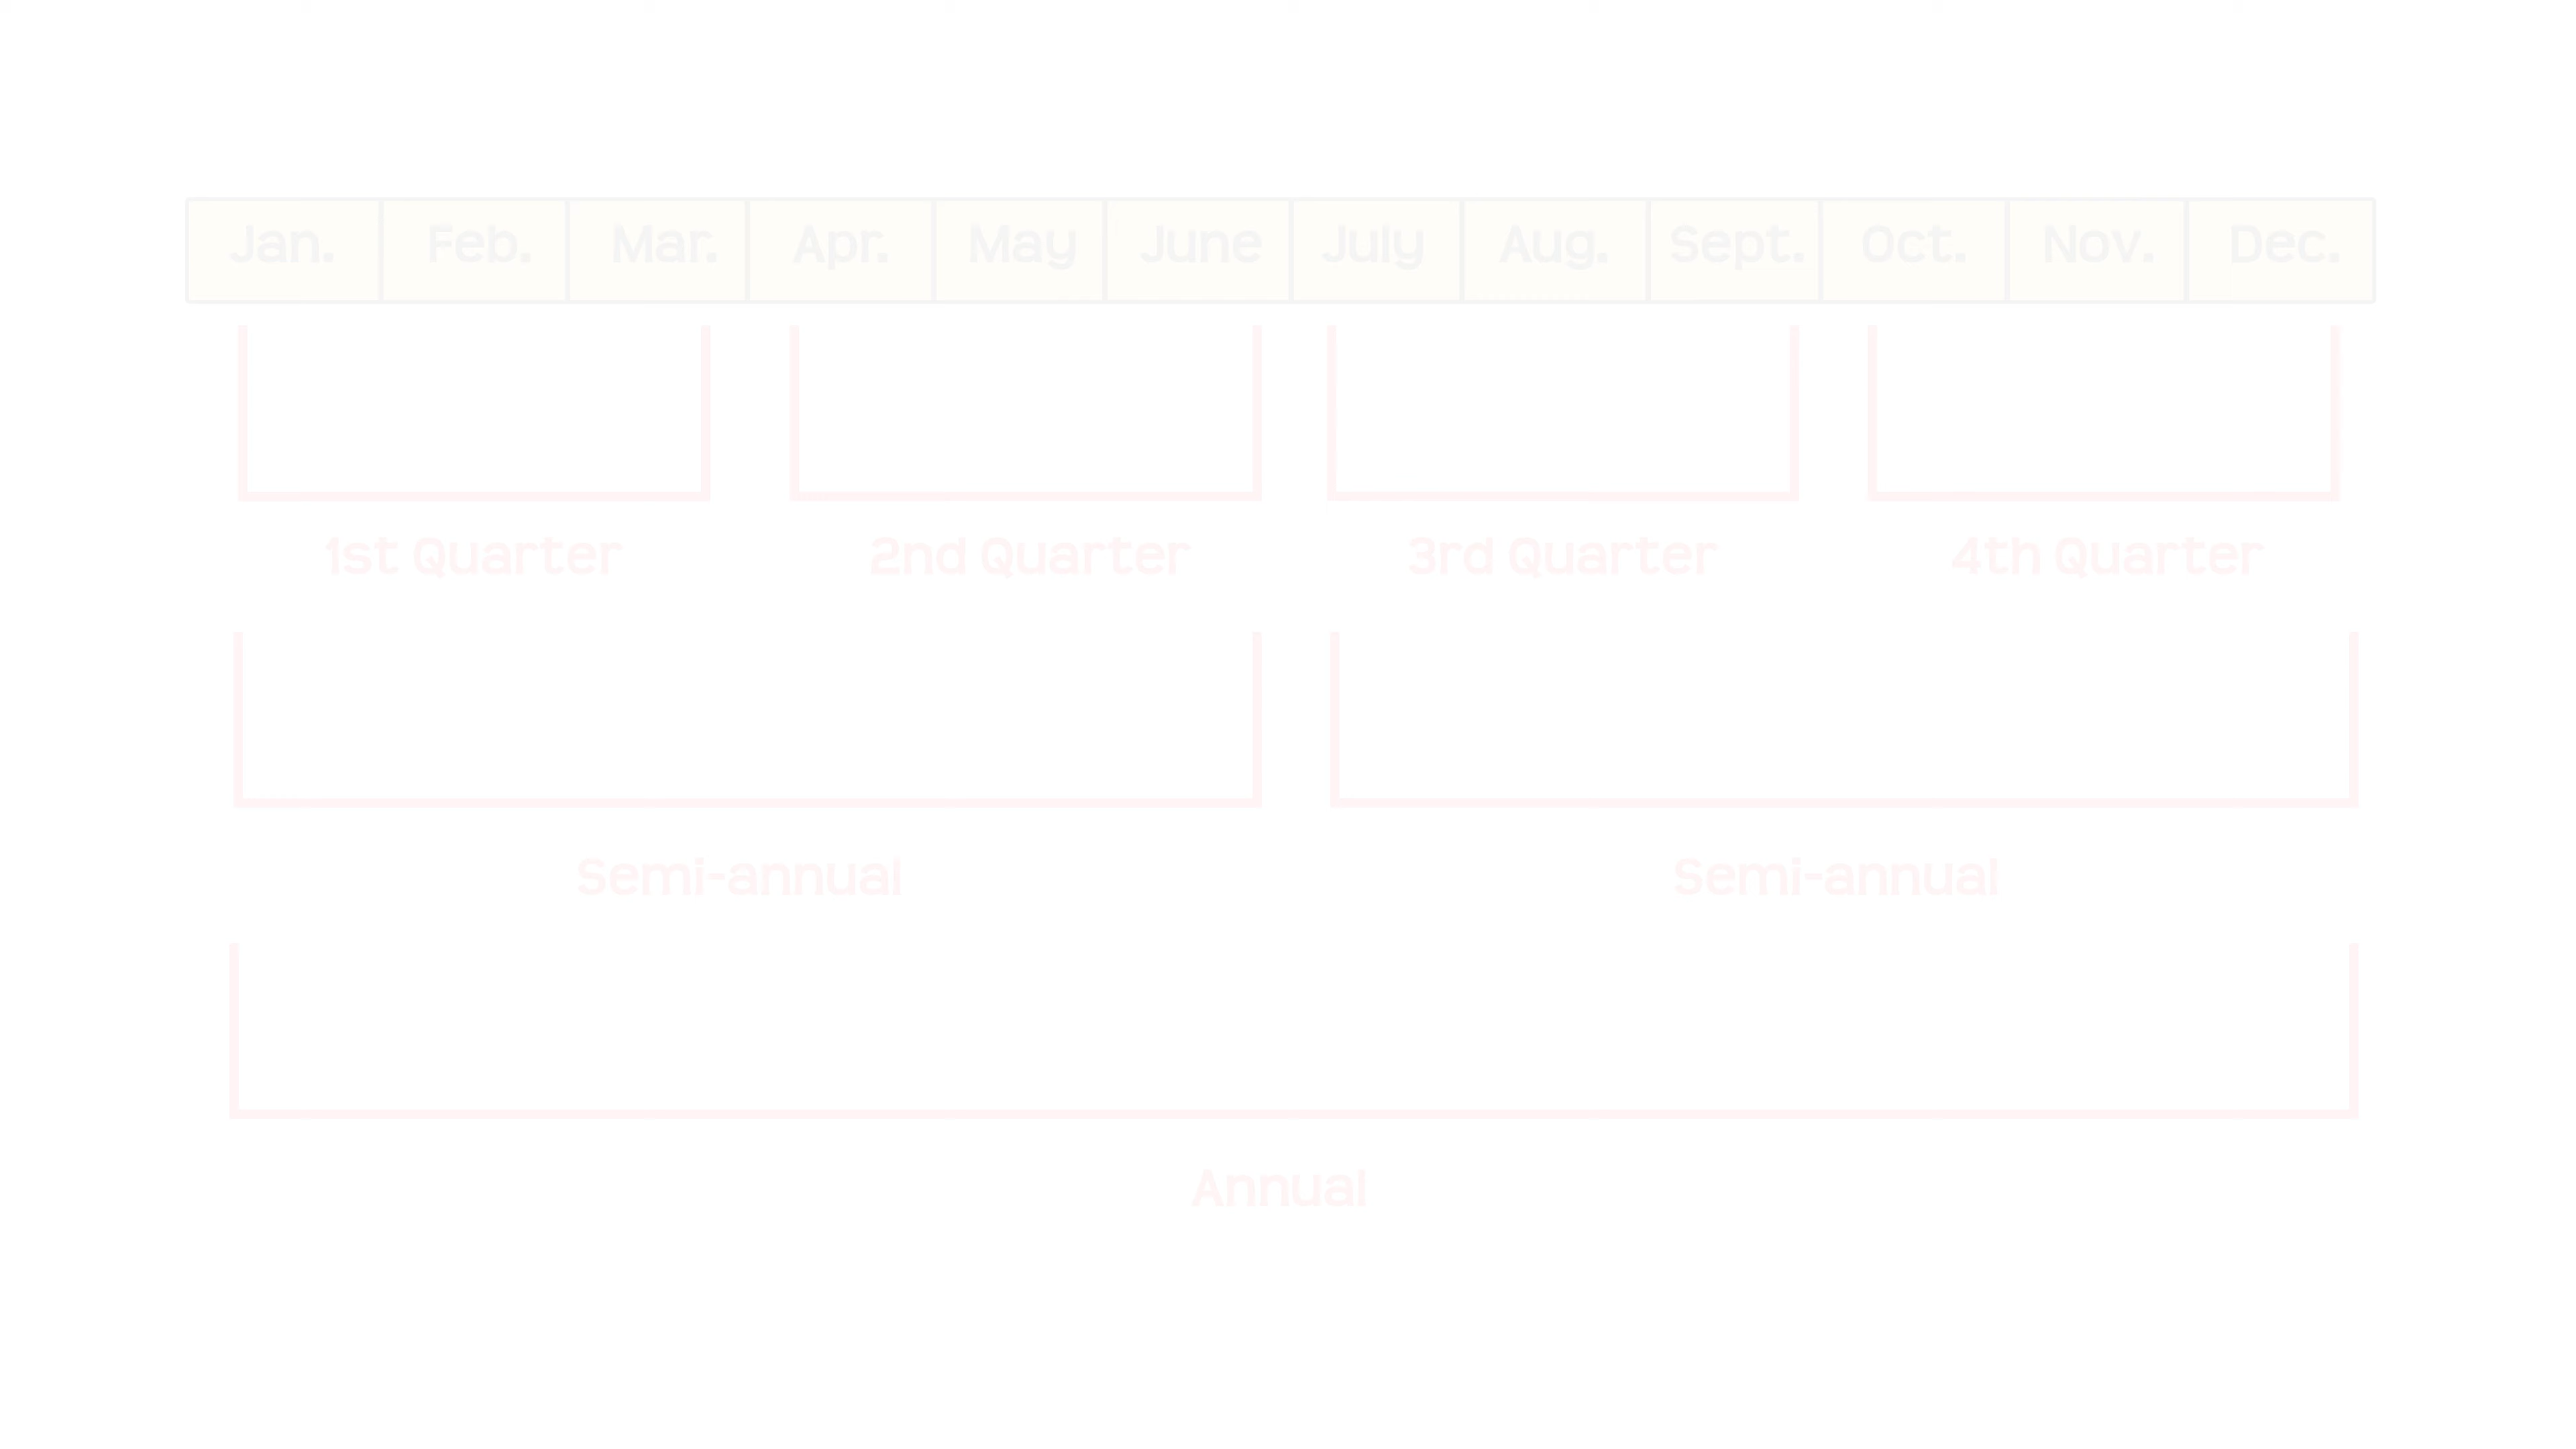 Jan. Feb. Mar. Apr. May June July Aug. Sept. Oct. Nov. Dec.
1st Quarter 2nd Quarter 3rd Quarter 4th Quarter
Semi-annual Semi-annual
Annual